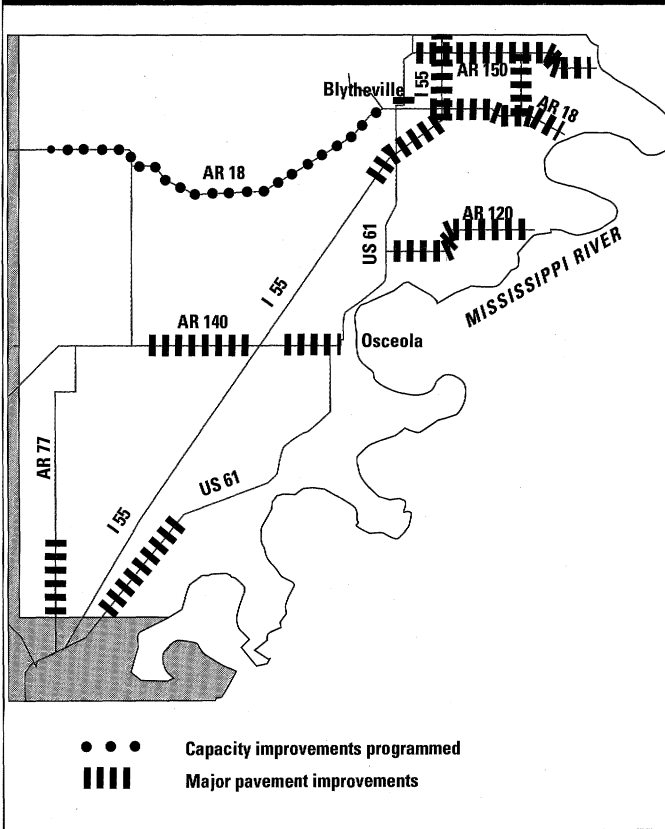 AR 150
I 55
Blytheville
AR 18
AR 18
AR 120
US 61
MISSISSIPPI RIVER
I 55
AR 140
Osceola
AR 77
US 61
I 55
Capacity improvements programmed
Major pavement improvements